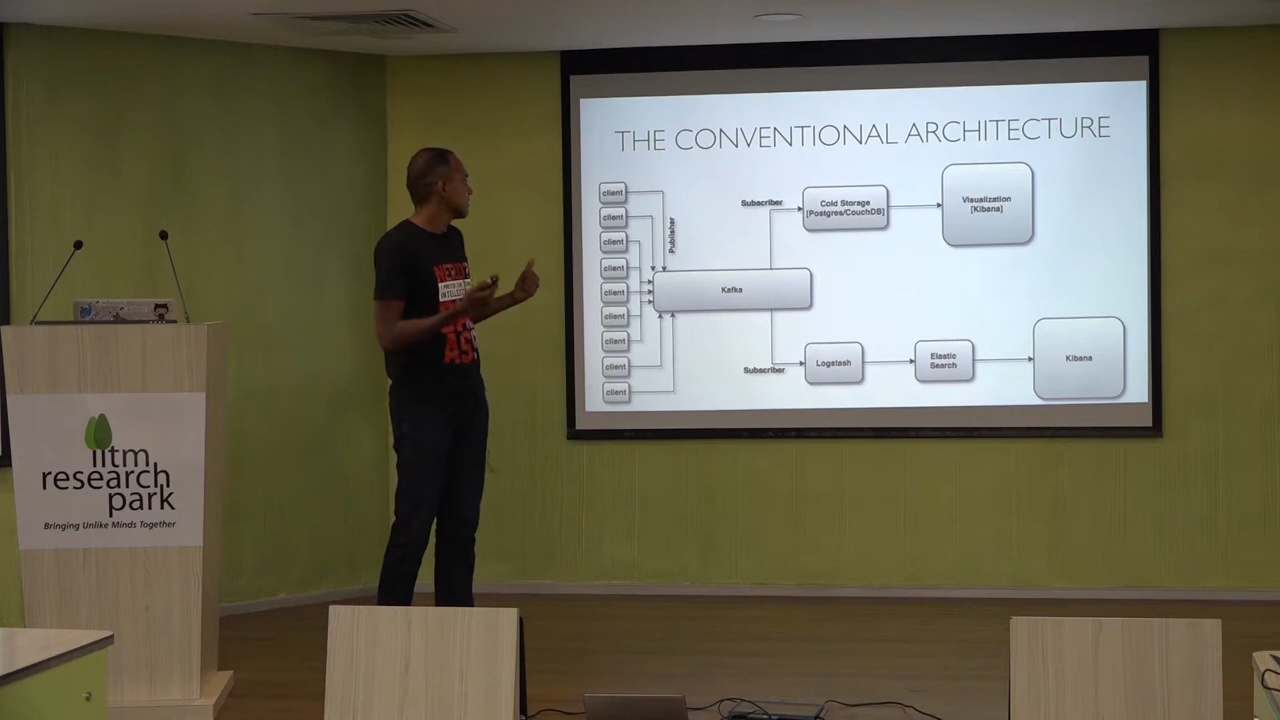 THE CONVENTIONAL ARCHITECTURE
client
client
client
client
client
client
client
client
client
Publisher
Kafka
Subscriber
Cold Storage
[Postgres/CouchDB]
Visualization
[Kibana]
Subscriber
Logstash
Elastic
Search
Kibana
iitm
research
park
Bringing Unlike Minds Together